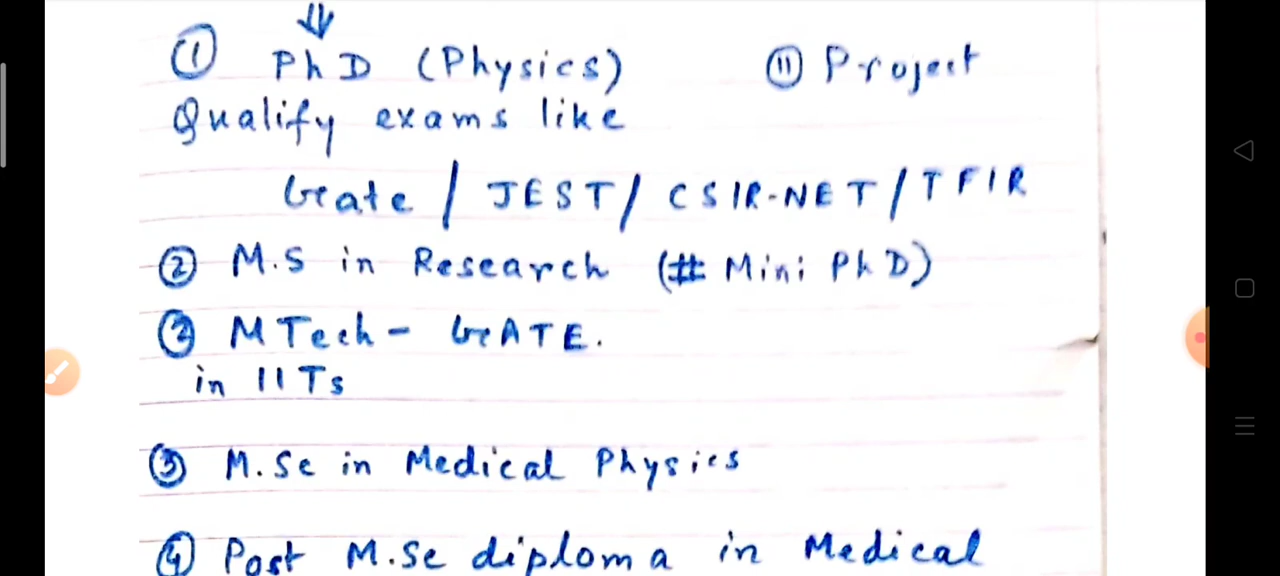 ① PhD (Physics) ⑪ Project
Qualify exams like
Gate / JEST / CSIR-NET / TFIR
② M.S in Research (# Mini PhD)
② MTech - GATE.
in IITs
③ M.Sc in Medical Physics
④ Post M.Sc diploma in Medical